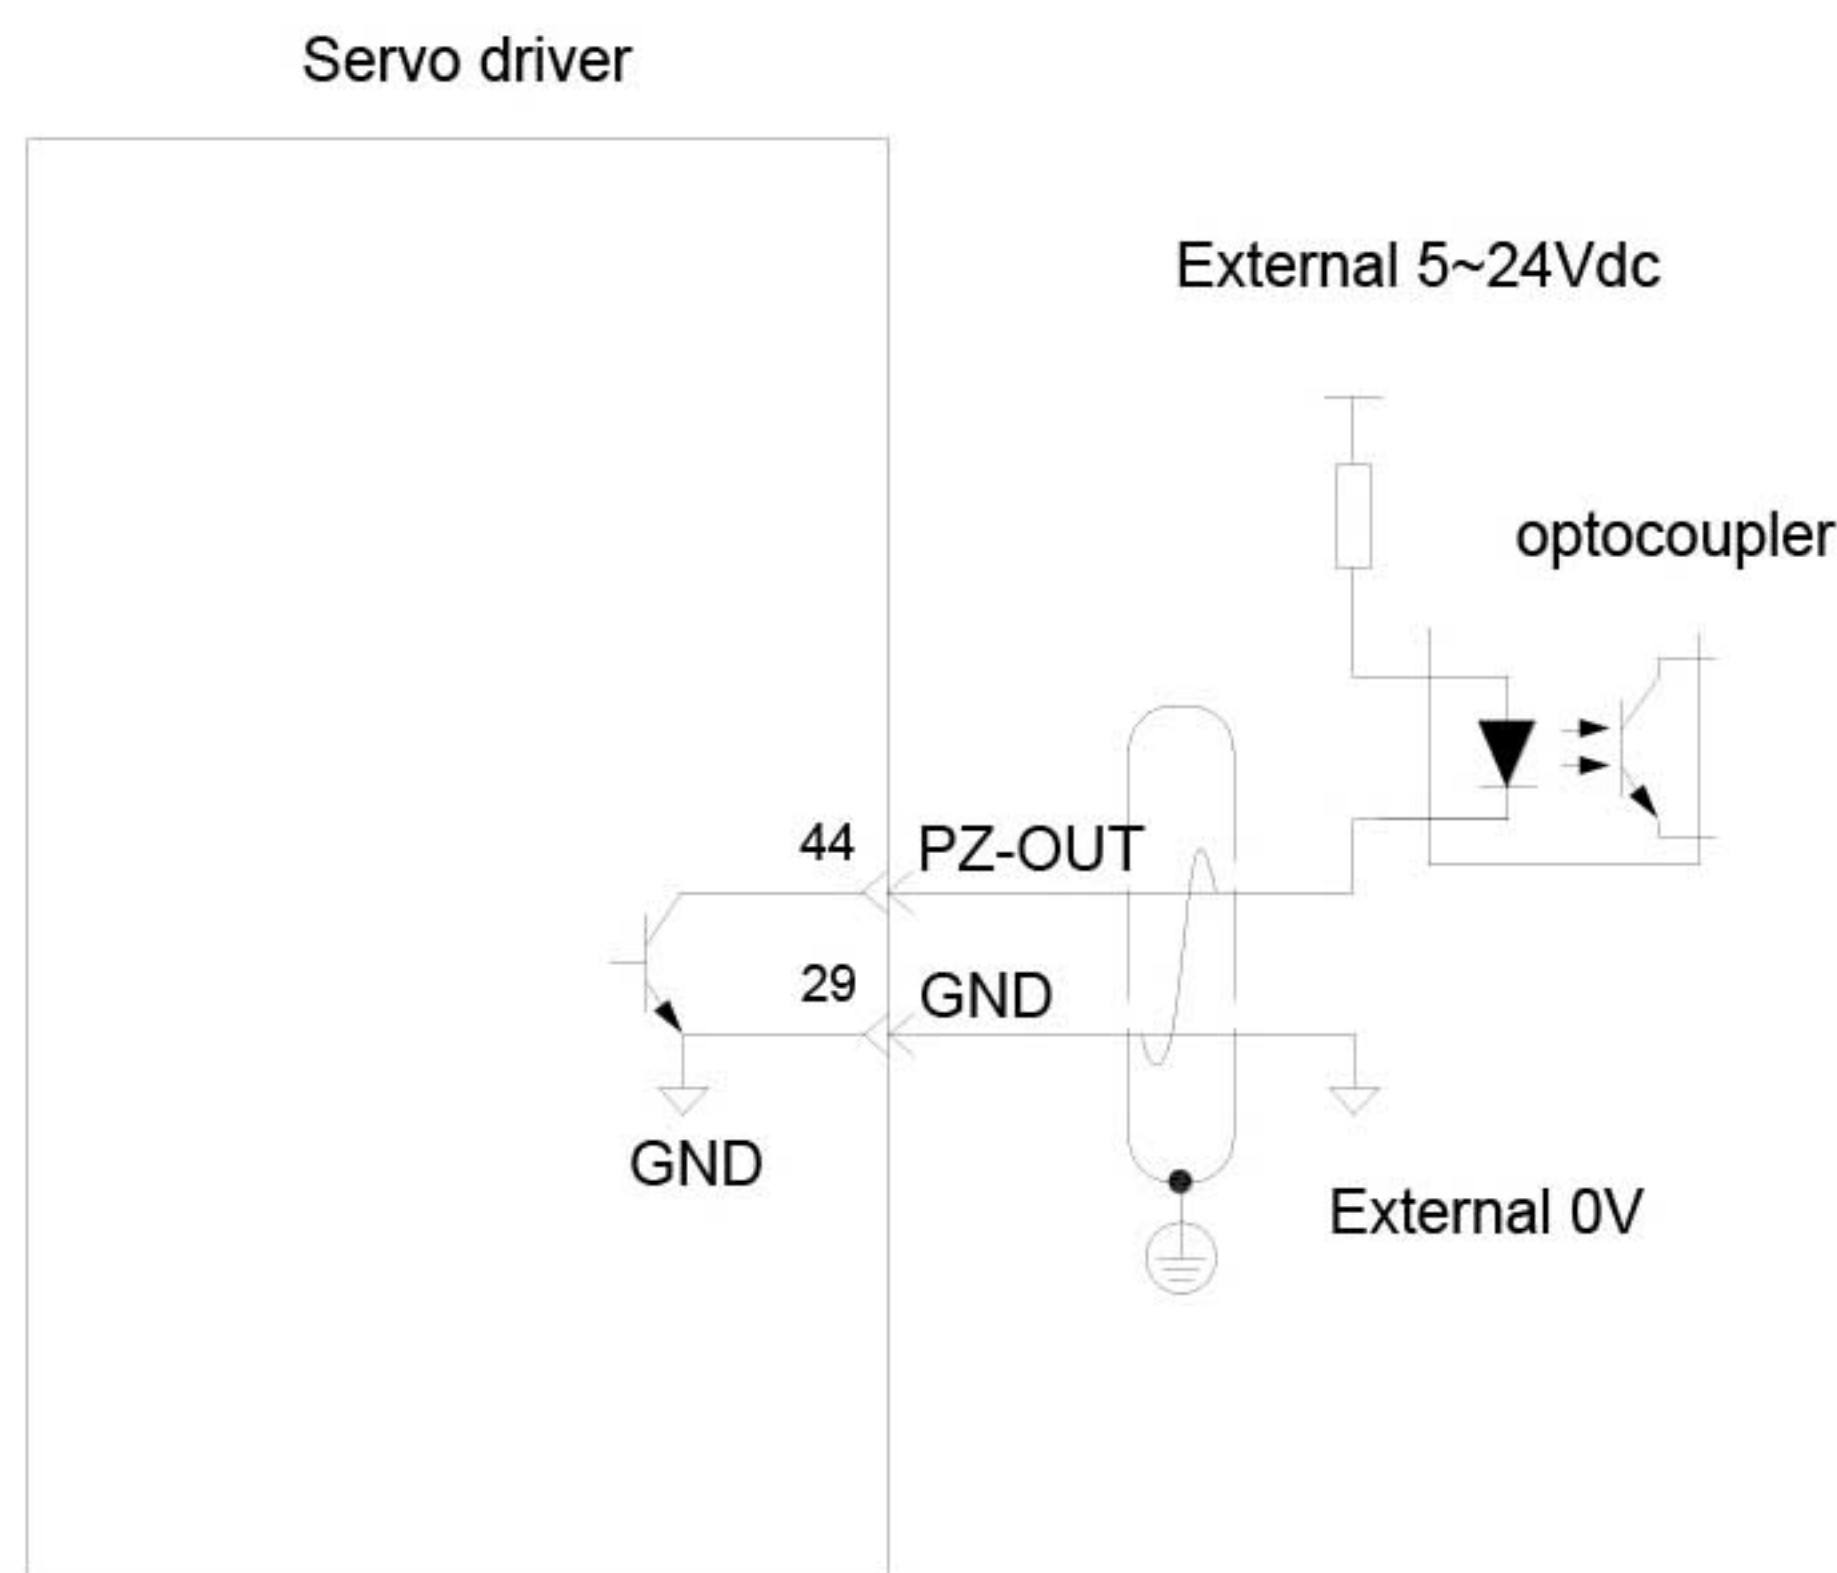 Servo driver
External 5~24Vdc
optocoupler
44 PZ-OUT
29 GND
GND
External 0V